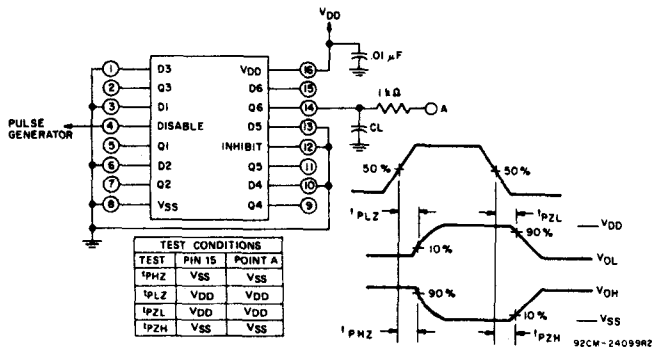 VDD
.01 µF
1 D3 VDD 16
2 Q3 D6 15
3 D1 Q6 14
1 kΩ
A
CL
PULSE GENERATOR
4 DISABLE D5 13
5 Q1 INHIBIT 12
6 D2 Q5 11
7 Q2 D4 10
8 VSS Q4 9
50% 50%
tPLZ tPZL
VDD
90%
10%
VOL
VOH
90%
10%
VSS
tPHZ tPZH
TEST CONDITIONS
TEST PIN 15 POINT A
tPHZ VSS VSS
tPLZ VDD VDD
tPZL VDD VDD
tPZH VSS VSS
92CM-24099R2